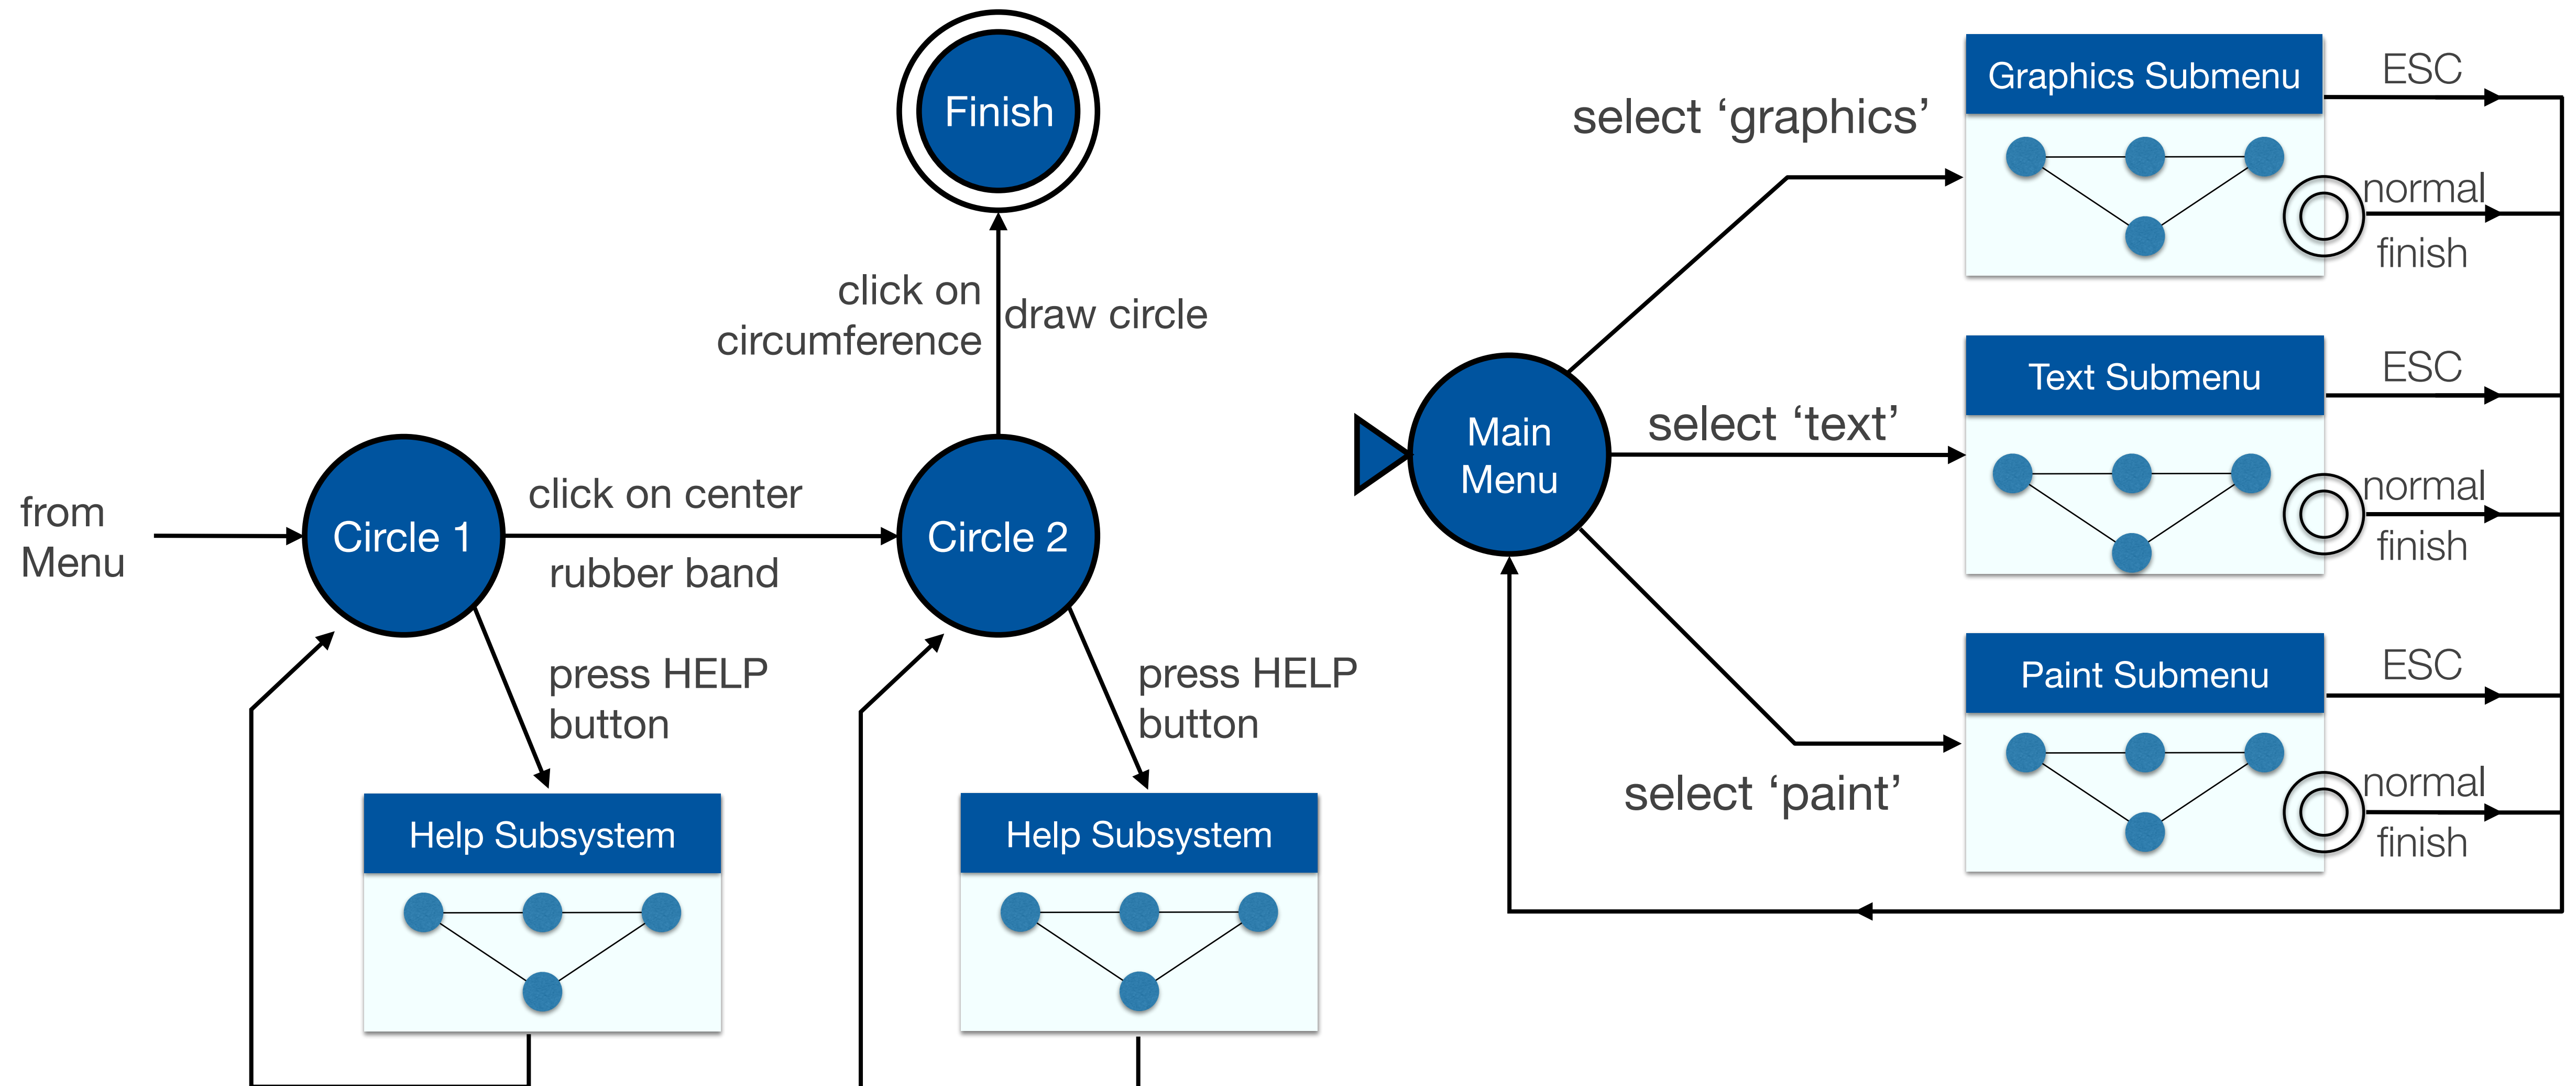 Finish
click on
circumference
draw circle
from
Menu
Circle 1
click on center
rubber band
Circle 2
press HELP
button
press HELP
button
Help Subsystem
Help Subsystem
Main
Menu
select ‘graphics’
select ‘text’
select ‘paint’
Graphics Submenu
ESC
normal
finish
Text Submenu
ESC
normal
finish
Paint Submenu
ESC
normal
finish